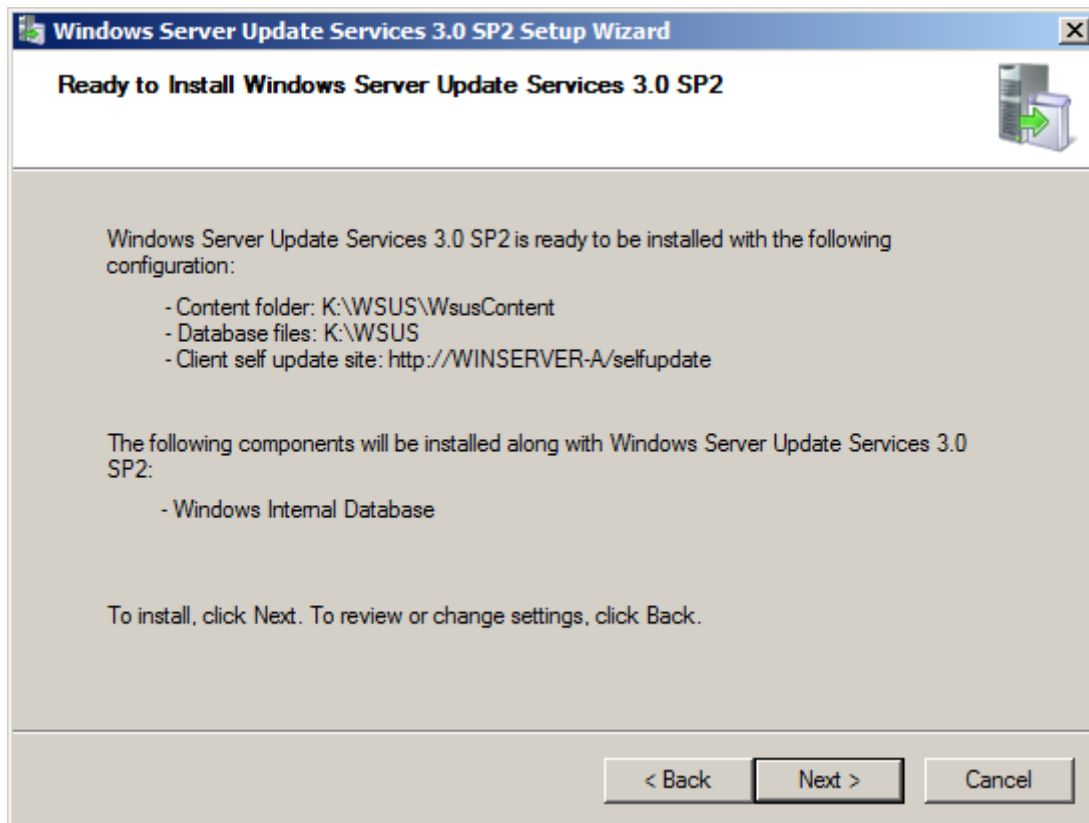 Windows Server Update Services 3.0 SP2 Setup Wizard
Ready to Install Windows Server Update Services 3.0 SP2
Windows Server Update Services 3.0 SP2 is ready to be installed with the following
configuration:
- Content folder: K:\WSUS\WsusContent
- Database files: K:\WSUS
- Client self update site: http://WINSERVER-A/selfupdate
The following components will be installed along with Windows Server Update Services 3.0
SP2:
- Windows Internal Database
To install, click Next. To review or change settings, click Back.
< Back Next > Cancel